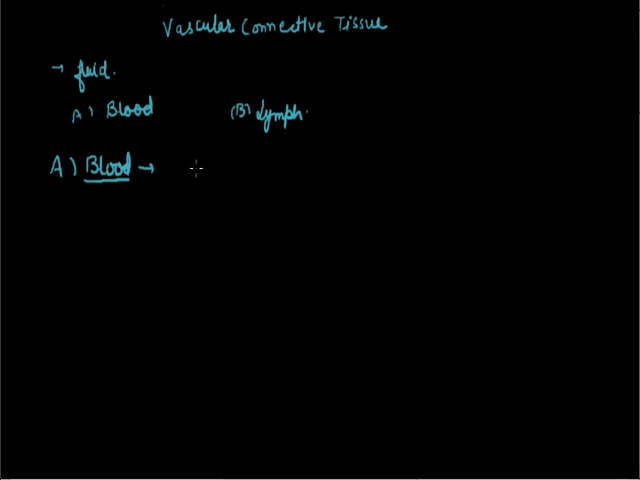 Vascular Connective Tissue
→ fluid.
A) Blood (B) Lymph.
A) Blood →